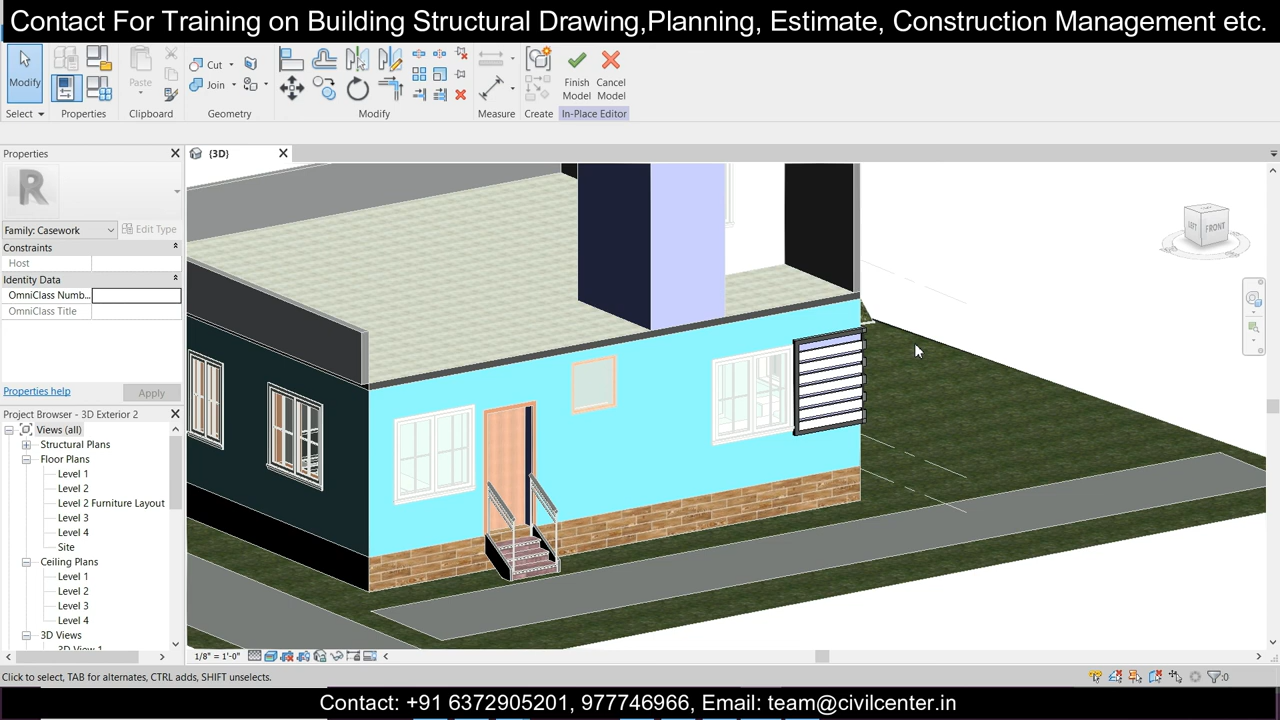 Contact For Training on Building Structural Drawing,Planning, Estimate, Construction Management etc.
Modify
Cut
Join
Paste
Finish Model
Cancel Model
Select
Properties
Clipboard
Geometry
Modify
Measure
Create
In-Place Editor
Properties
{3D}
R
Family: Casework
Edit Type
Constraints
Host
Identity Data
OmniClass Numb...
OmniClass Title
Properties help
Apply
FRONT
Project Browser - 3D Exterior 2
Views (all)
Structural Plans
Floor Plans
Level 1
Level 2
Level 2 Furniture Layout
Level 3
Level 4
Site
Ceiling Plans
Level 1
Level 2
Level 3
Level 4
3D Views
3D View 1
1/8" = 1'-0"
Click to select, TAB for alternates, CTRL adds, SHIFT unselects.
:0
Contact: +91 6372905201, 977746966, Email: team@civilcenter.in